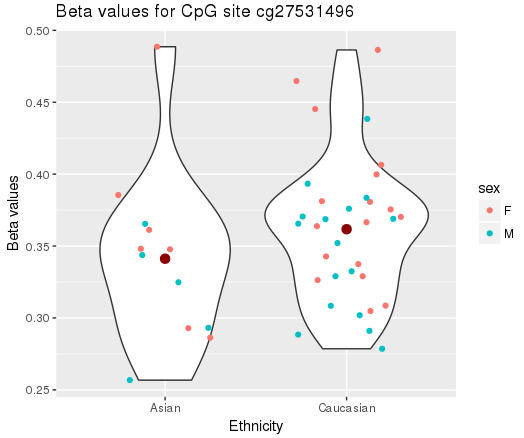 Beta values for CpG site cg27531496
0.50
0.45
0.40
0.35
0.30
0.25
Beta values
Asian
Caucasian
Ethnicity
sex
F
M